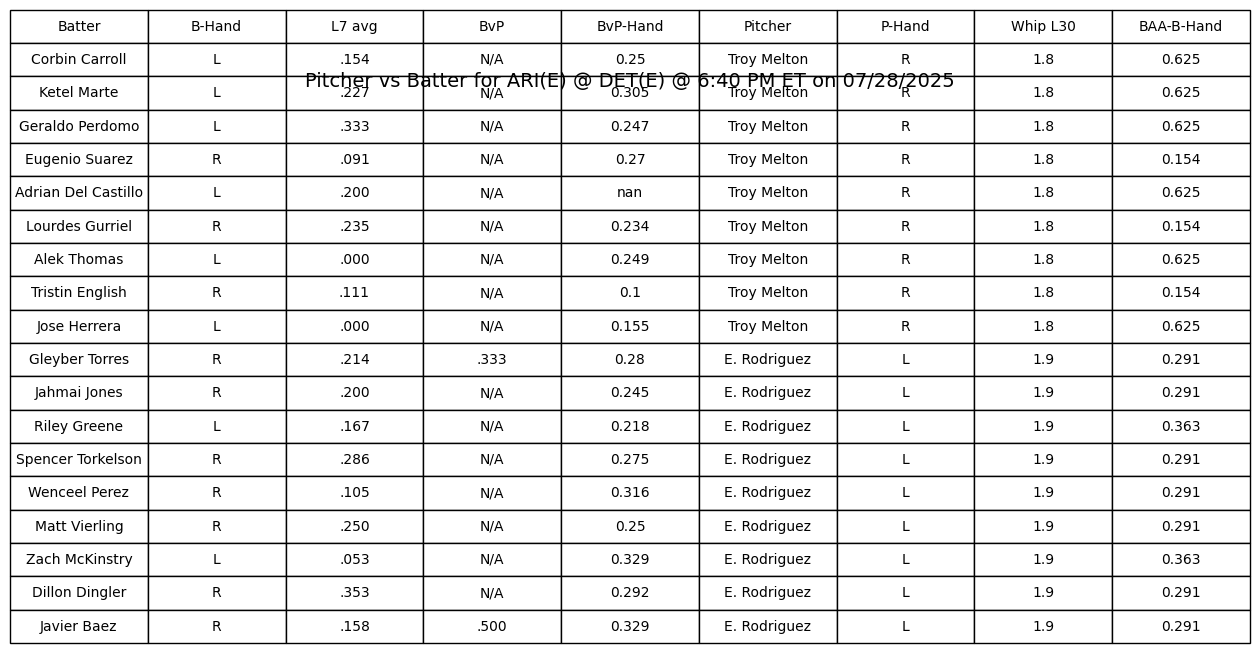 Batter B-Hand L7 avg BvP BvP-Hand Pitcher P-Hand Whip L30 BAA-B-Hand
Corbin Carroll L .154 N/A 0.25 Troy Melton R 1.8 0.625
Pitcher vs Batter for ARI(E) @ DET(E) @ 6:40 PM ET on 07/28/2025
Ketel Marte L .227 N/A 0.305 Troy Melton R 1.8 0.625
Geraldo Perdomo L .333 N/A 0.247 Troy Melton R 1.8 0.625
Eugenio Suarez R .091 N/A 0.27 Troy Melton R 1.8 0.154
Adrian Del Castillo L .200 N/A nan Troy Melton R 1.8 0.625
Lourdes Gurriel R .235 N/A 0.234 Troy Melton R 1.8 0.154
Alek Thomas L .000 N/A 0.249 Troy Melton R 1.8 0.625
Tristin English R .111 N/A 0.1 Troy Melton R 1.8 0.154
Jose Herrera L .000 N/A 0.155 Troy Melton R 1.8 0.625
Gleyber Torres R .214 .333 0.28 E. Rodriguez L 1.9 0.291
Jahmai Jones R .200 N/A 0.245 E. Rodriguez L 1.9 0.291
Riley Greene L .167 N/A 0.218 E. Rodriguez L 1.9 0.363
Spencer Torkelson R .286 N/A 0.275 E. Rodriguez L 1.9 0.291
Wenceel Perez R .105 N/A 0.316 E. Rodriguez L 1.9 0.291
Matt Vierling R .250 N/A 0.25 E. Rodriguez L 1.9 0.291
Zach McKinstry L .053 N/A 0.329 E. Rodriguez L 1.9 0.363
Dillon Dingler R .353 N/A 0.292 E. Rodriguez L 1.9 0.291
Javier Baez R .158 .500 0.329 E. Rodriguez L 1.9 0.291